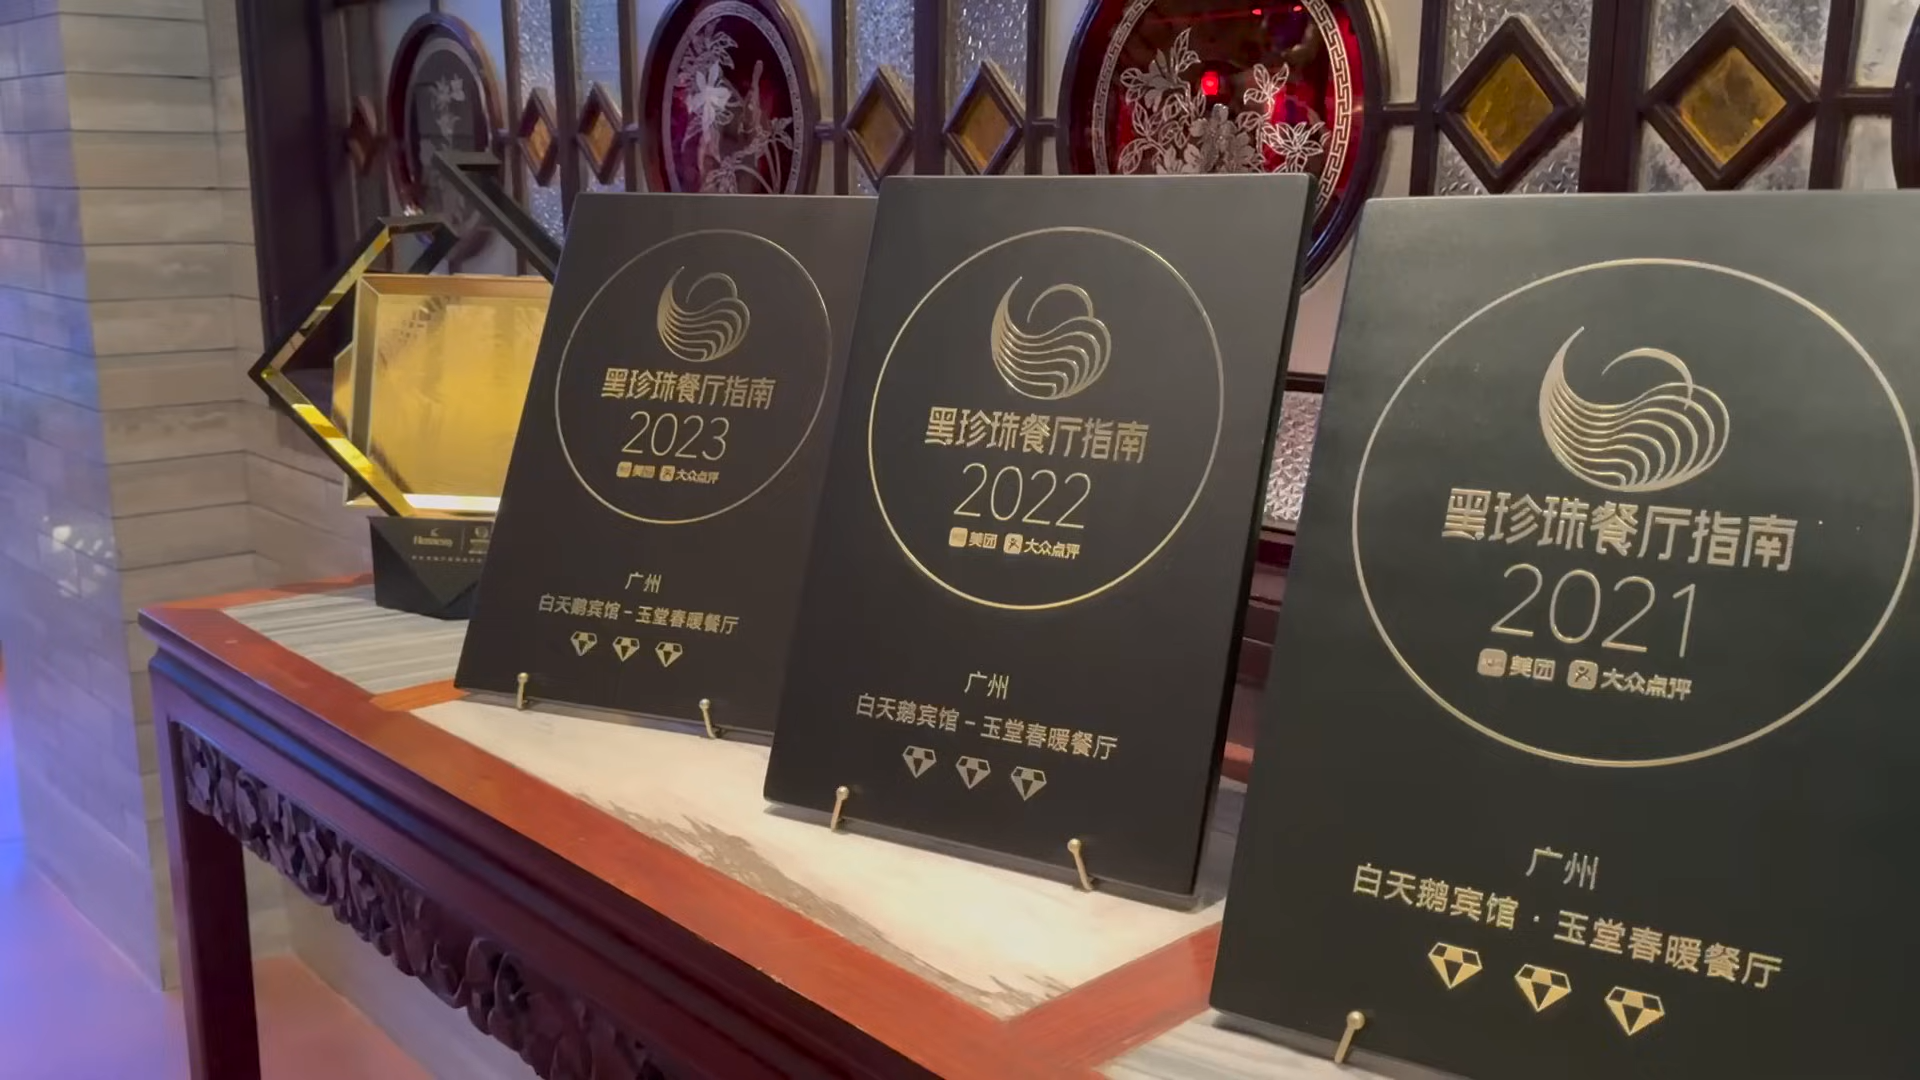 Hennessy
黑珍珠餐厅指南
2023
美团 大众点评
广州
白天鹅宾馆－玉堂春暖餐厅
黑珍珠餐厅指南
2022
美团 大众点评
广州
白天鹅宾馆－玉堂春暖餐厅
黑珍珠餐厅指南
2021
美团 大众点评
广州
白天鹅宾馆·玉堂春暖餐厅